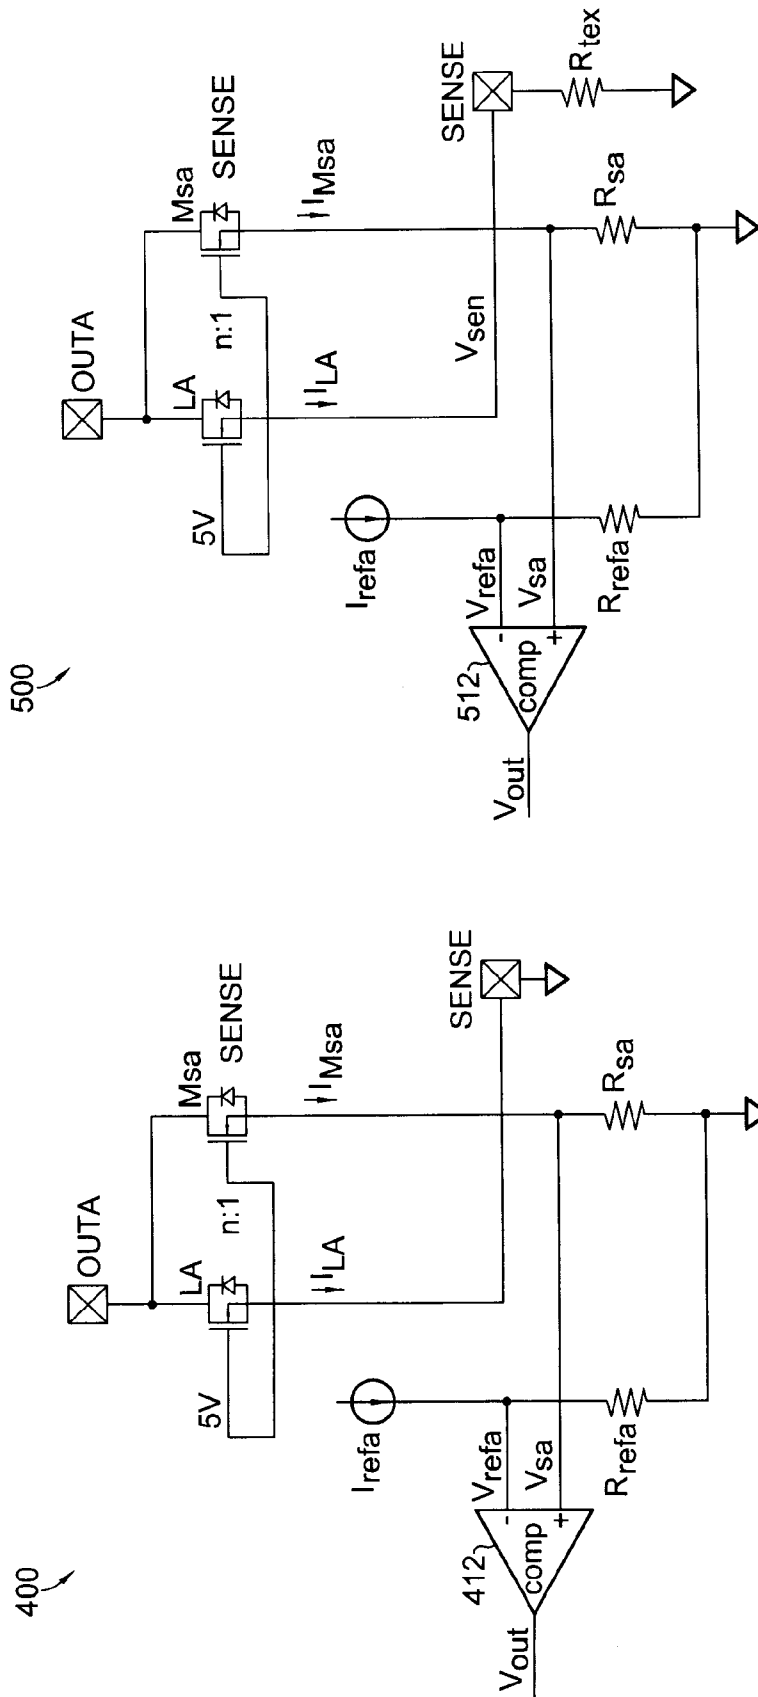 400
OUTA
LA
Msa
SENSE
5V
n:1
I_LA
I_Msa
SENSE
I_refa
V_refa
V_sa
412
comp
-
+
V_out
R_refa
R_sa
500
OUTA
LA
Msa
SENSE
5V
n:1
I_LA
I_Msa
SENSE
V_sen
R_tex
I_refa
V_refa
V_sa
512
comp
-
+
V_out
R_refa
R_sa